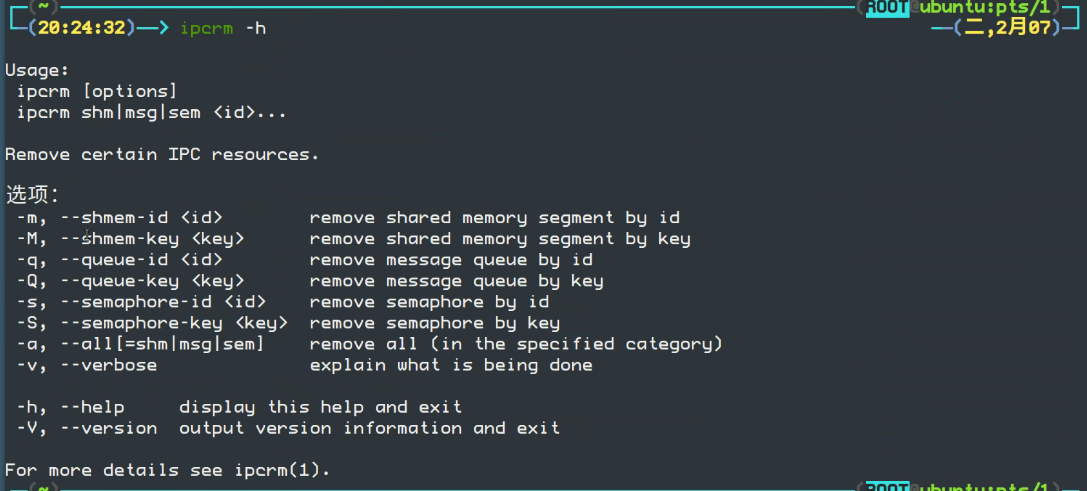 (~) (ROOT@ubuntu:pts/1)
(20:24:32)──> ipcrm -h (二,2月07)
Usage:
ipcrm [options]
ipcrm shm|msg|sem <id>...
Remove certain IPC resources.
选项：
-m, --shmem-id <id> remove shared memory segment by id
-M, --shmem-key <key> remove shared memory segment by key
-q, --queue-id <id> remove message queue by id
-Q, --queue-key <key> remove message queue by key
-s, --semaphore-id <id> remove semaphore by id
-S, --semaphore-key <key> remove semaphore by key
-a, --all[=shm|msg|sem] remove all (in the specified category)
-v, --verbose explain what is being done
-h, --help display this help and exit
-V, --version output version information and exit
For more details see ipcrm(1).
(~) (ROOT@ubuntu:pts/1)